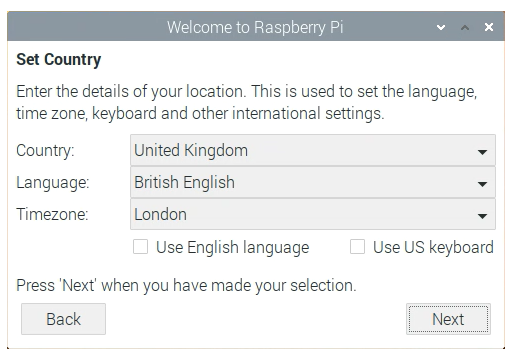 Welcome to Raspberry Pi
Set Country
Enter the details of your location. This is used to set the language,
time zone, keyboard and other international settings.
Country: United Kingdom
Language: British English
Timezone: London
Use English language Use US keyboard
Press 'Next' when you have made your selection.
Back Next